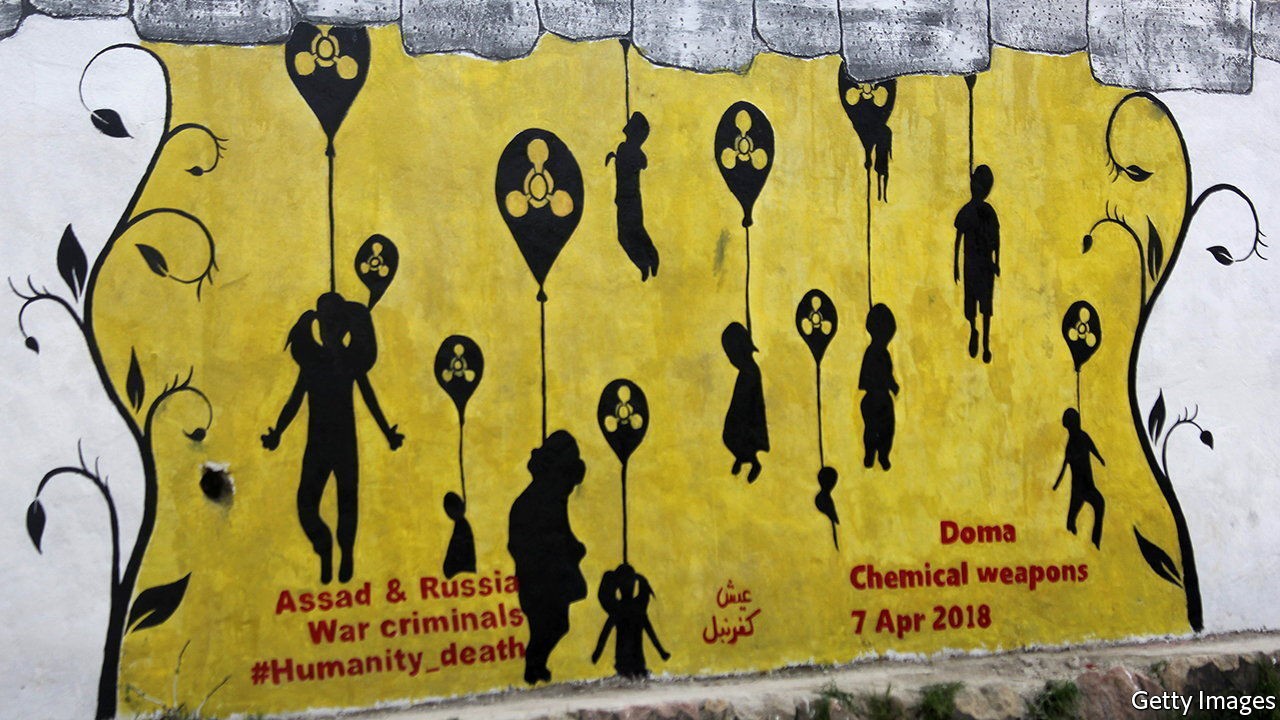 Assad & Russia
War criminals
#Humanity_death
عيش
كفرنبل
Doma
Chemical weapons
7 Apr 2018
Getty Images